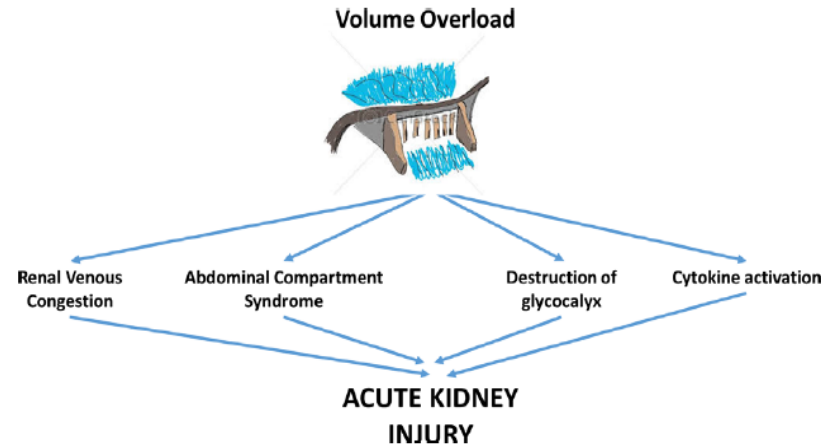 Volume Overload
Renal Venous
Congestion
Abdominal Compartment
Syndrome
Destruction of
glycocalyx
Cytokine activation
ACUTE KIDNEY
INJURY